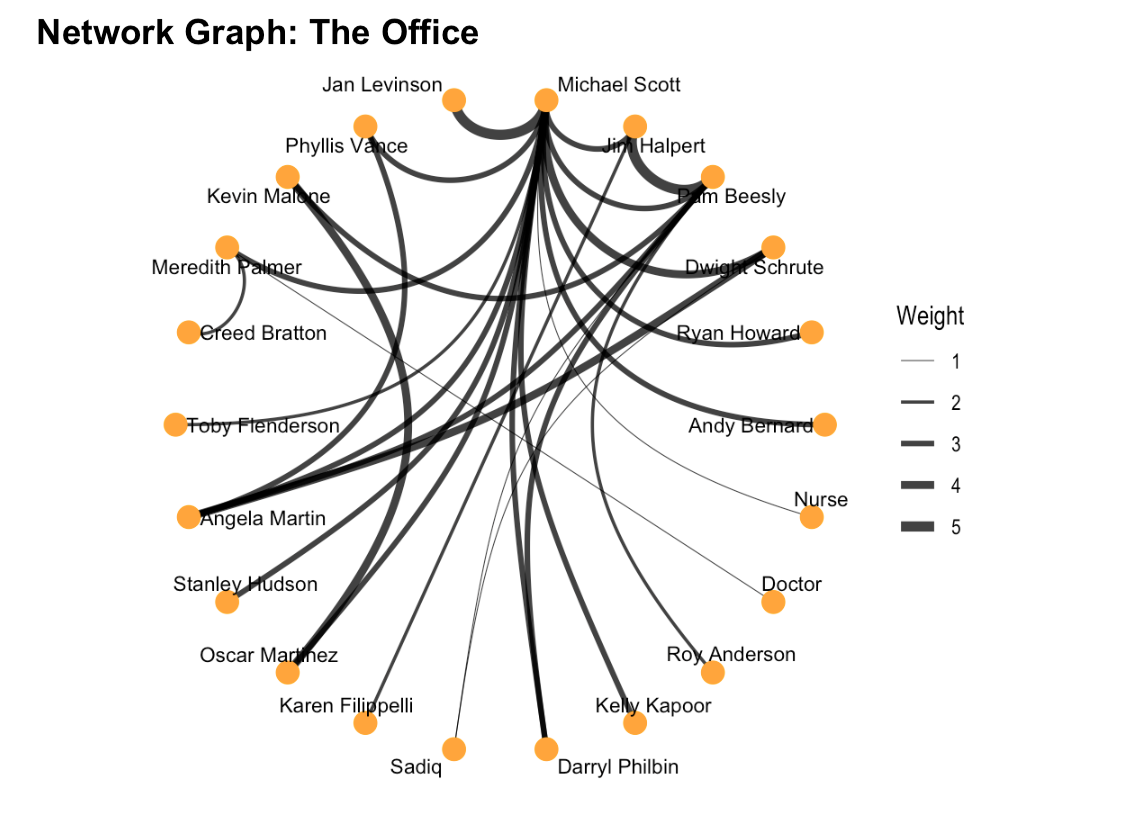 Network Graph: The Office
Jan Levinson
Michael Scott
Phyllis Vance
Jim Halpert
Kevin Malone
Pam Beesly
Meredith Palmer
Dwight Schrute
Creed Bratton
Ryan Howard
Toby Flenderson
Andy Bernard
Angela Martin
Nurse
Stanley Hudson
Doctor
Oscar Martinez
Roy Anderson
Karen Filippelli
Kelly Kapoor
Sadiq
Darryl Philbin
Weight
1
2
3
4
5